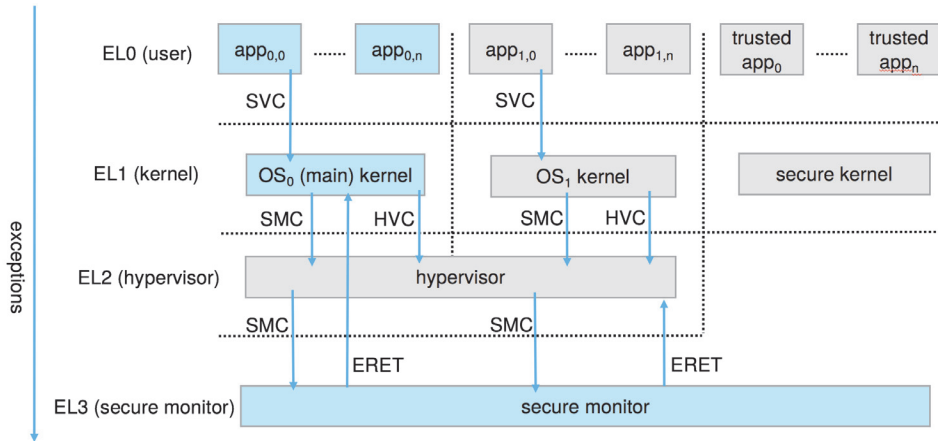 EL0 (user)
app0,0
........
app0,n
app1,0
........
app1,n
trusted
app0
........
trusted
appn
SVC
SVC
EL1 (kernel)
OS0 (main) kernel
OS1 kernel
secure kernel
SMC
HVC
SMC
HVC
exceptions
EL2 (hypervisor)
hypervisor
SMC
SMC
ERET
ERET
EL3 (secure monitor)
secure monitor